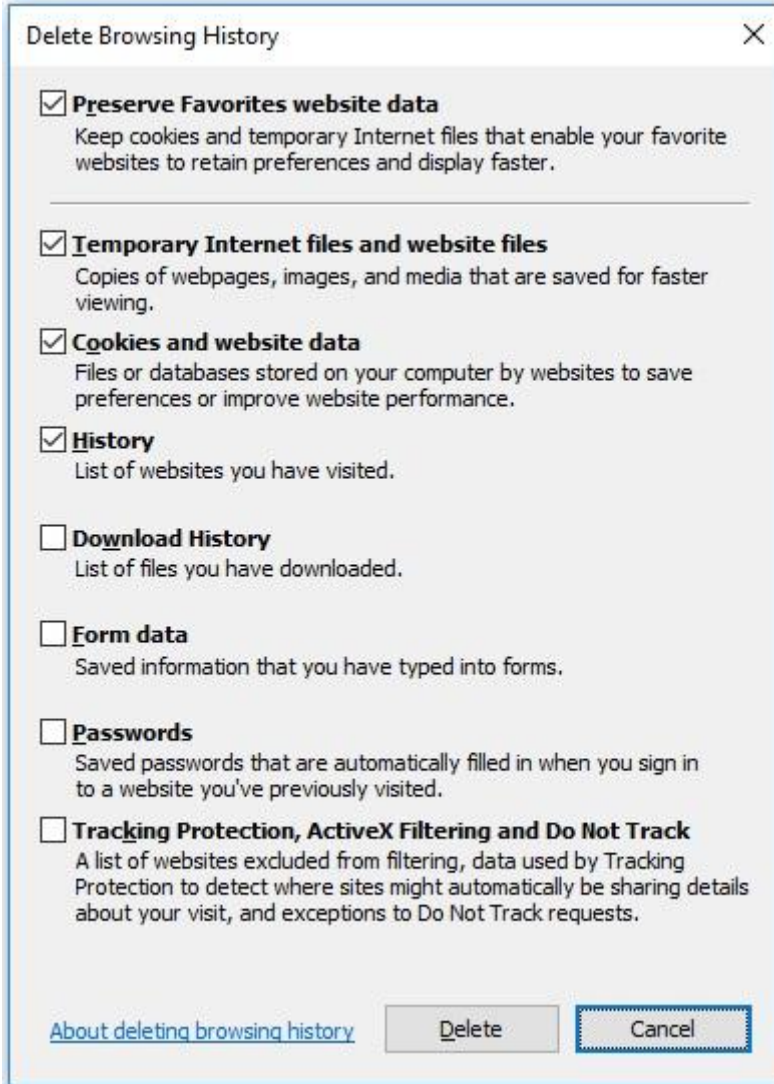 Delete Browsing History
Preserve Favorites website data
Keep cookies and temporary Internet files that enable your favorite
websites to retain preferences and display faster.
Temporary Internet files and website files
Copies of webpages, images, and media that are saved for faster
viewing.
Cookies and website data
Files or databases stored on your computer by websites to save
preferences or improve website performance.
History
List of websites you have visited.
Download History
List of files you have downloaded.
Form data
Saved information that you have typed into forms.
Passwords
Saved passwords that are automatically filled in when you sign in
to a website you've previously visited.
Tracking Protection, ActiveX Filtering and Do Not Track
A list of websites excluded from filtering, data used by Tracking
Protection to detect where sites might automatically be sharing details
about your visit, and exceptions to Do Not Track requests.
About deleting browsing history
Delete
Cancel